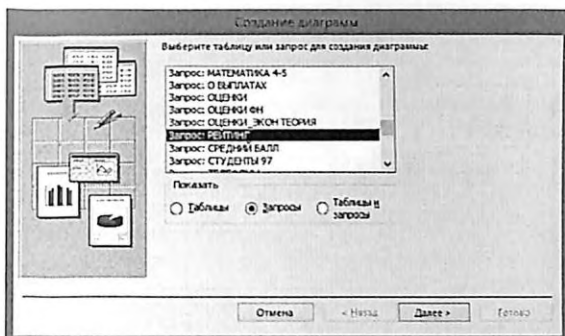 Создание диаграмм
Выберите таблицу или запрос для создания диаграммы:
Запрос: МАТЕМАТИКА 4-5
Запрос: О ВЫПЛАТАХ
Запрос: ОЦЕНКИ
Запрос: ОЦЕНКИ ФН
Запрос: ОЦЕНКИ_ЭКОН ТЕОРИЯ
Запрос: РЕЙТИНГ
Запрос: СРЕДНИЙ БАЛЛ
Запрос: СТУДЕНТЫ 97
Показать
Таблицы
Запросы
Таблицы и запросы
Отмена
< Назад
Далее >
Готово